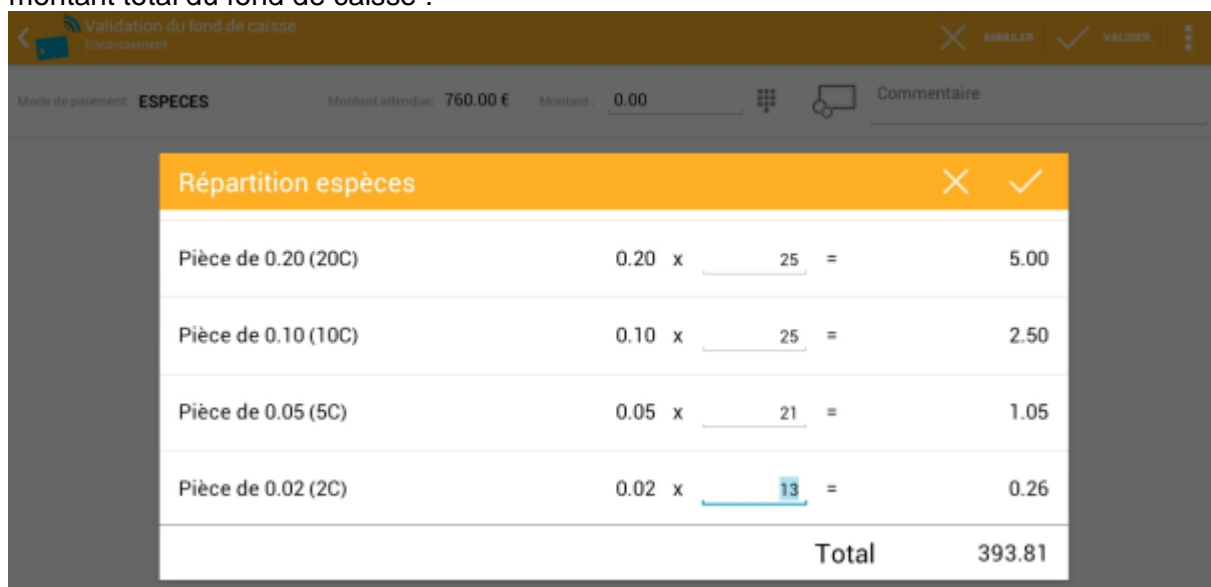 montant total du fond de caisse :
Validation du fond de caisse
Encaissement
ANNULER VALIDER
Mode de paiement: ESPECES Montant attendue: 760.00 € Montant: 0.00 Commentaire
Répartition espèces
Pièce de 0.20 (20C) 0.20 x 25 = 5.00
Pièce de 0.10 (10C) 0.10 x 25 = 2.50
Pièce de 0.05 (5C) 0.05 x 21 = 1.05
Pièce de 0.02 (2C) 0.02 x 13 = 0.26
Total 393.81